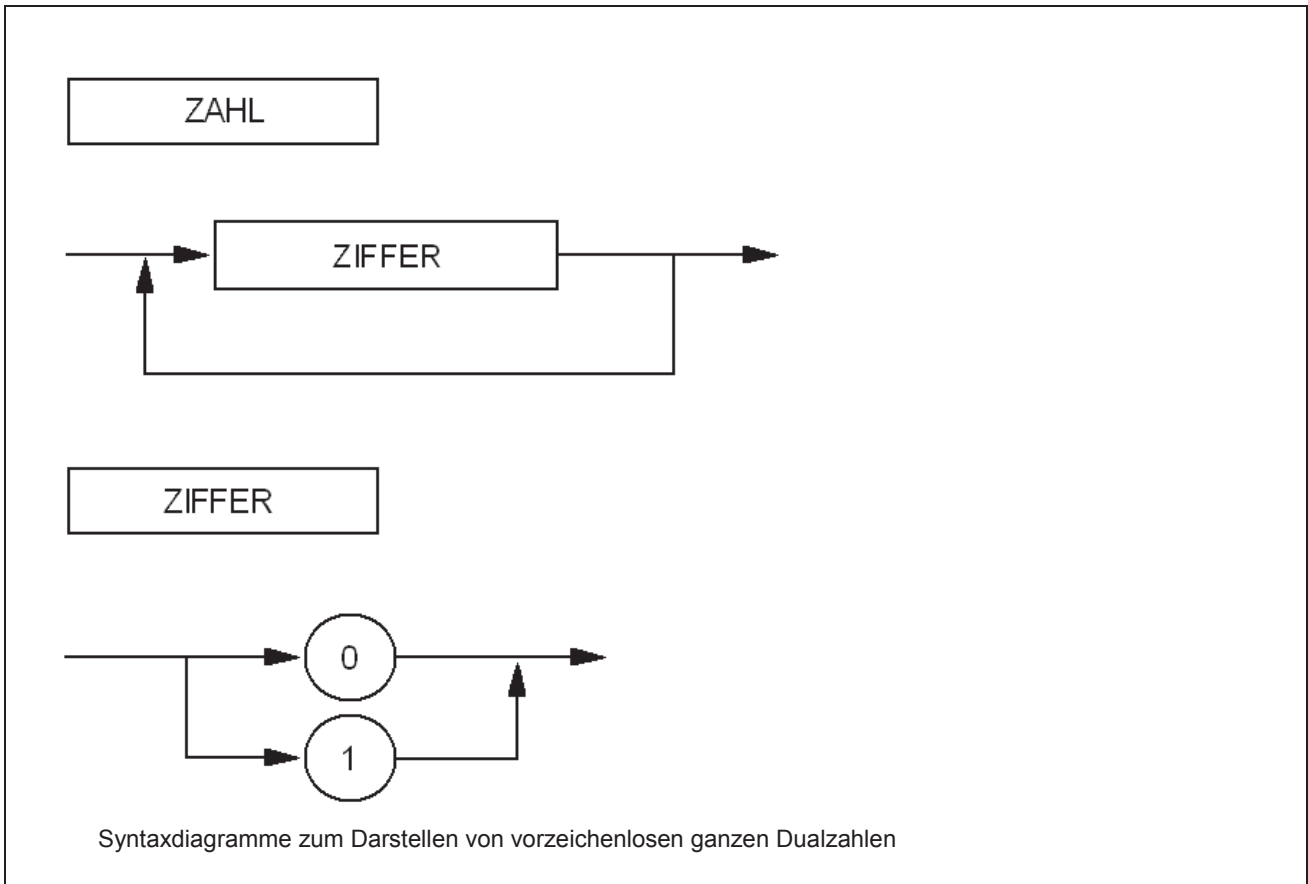 ZAHL
ZIFFER
ZIFFER
0
1
Syntaxdiagramme zum Darstellen von vorzeichenlosen ganzen Dualzahlen